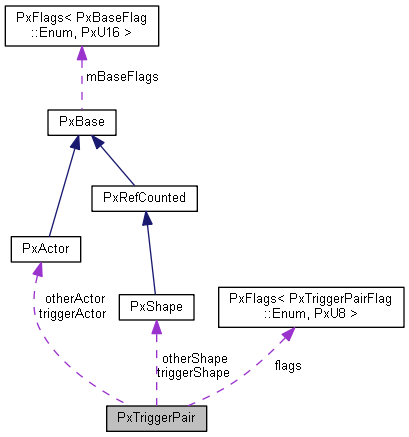 PxFlags< PxBaseFlag
::Enum, PxU16 >
mBaseFlags
PxBase
PxRefCounted
PxActor
PxShape
PxFlags< PxTriggerPairFlag
::Enum, PxU8 >
otherActor
triggerActor
otherShape
triggerShape
flags
PxTriggerPair